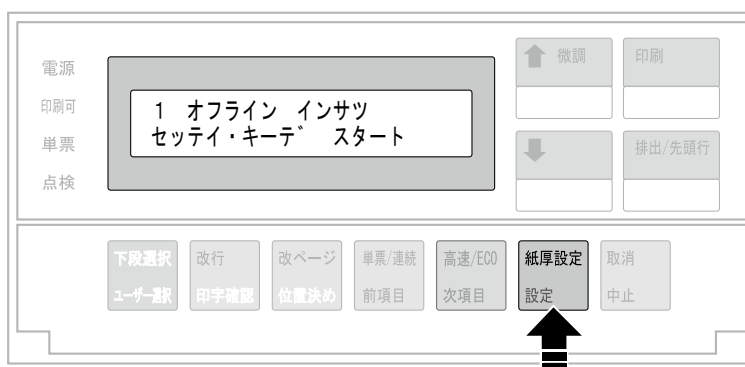 電源
印刷可
単票
点検
1 オフライン インサツ
セッテイ・キーデ スタート
微調
印刷
排出/先頭行
下段選択
ユーザー選択
改行
印字確認
改ページ
位置決め
単票/連続
前項目
高速/ECO
次項目
紙厚設定
設定
取消
中止